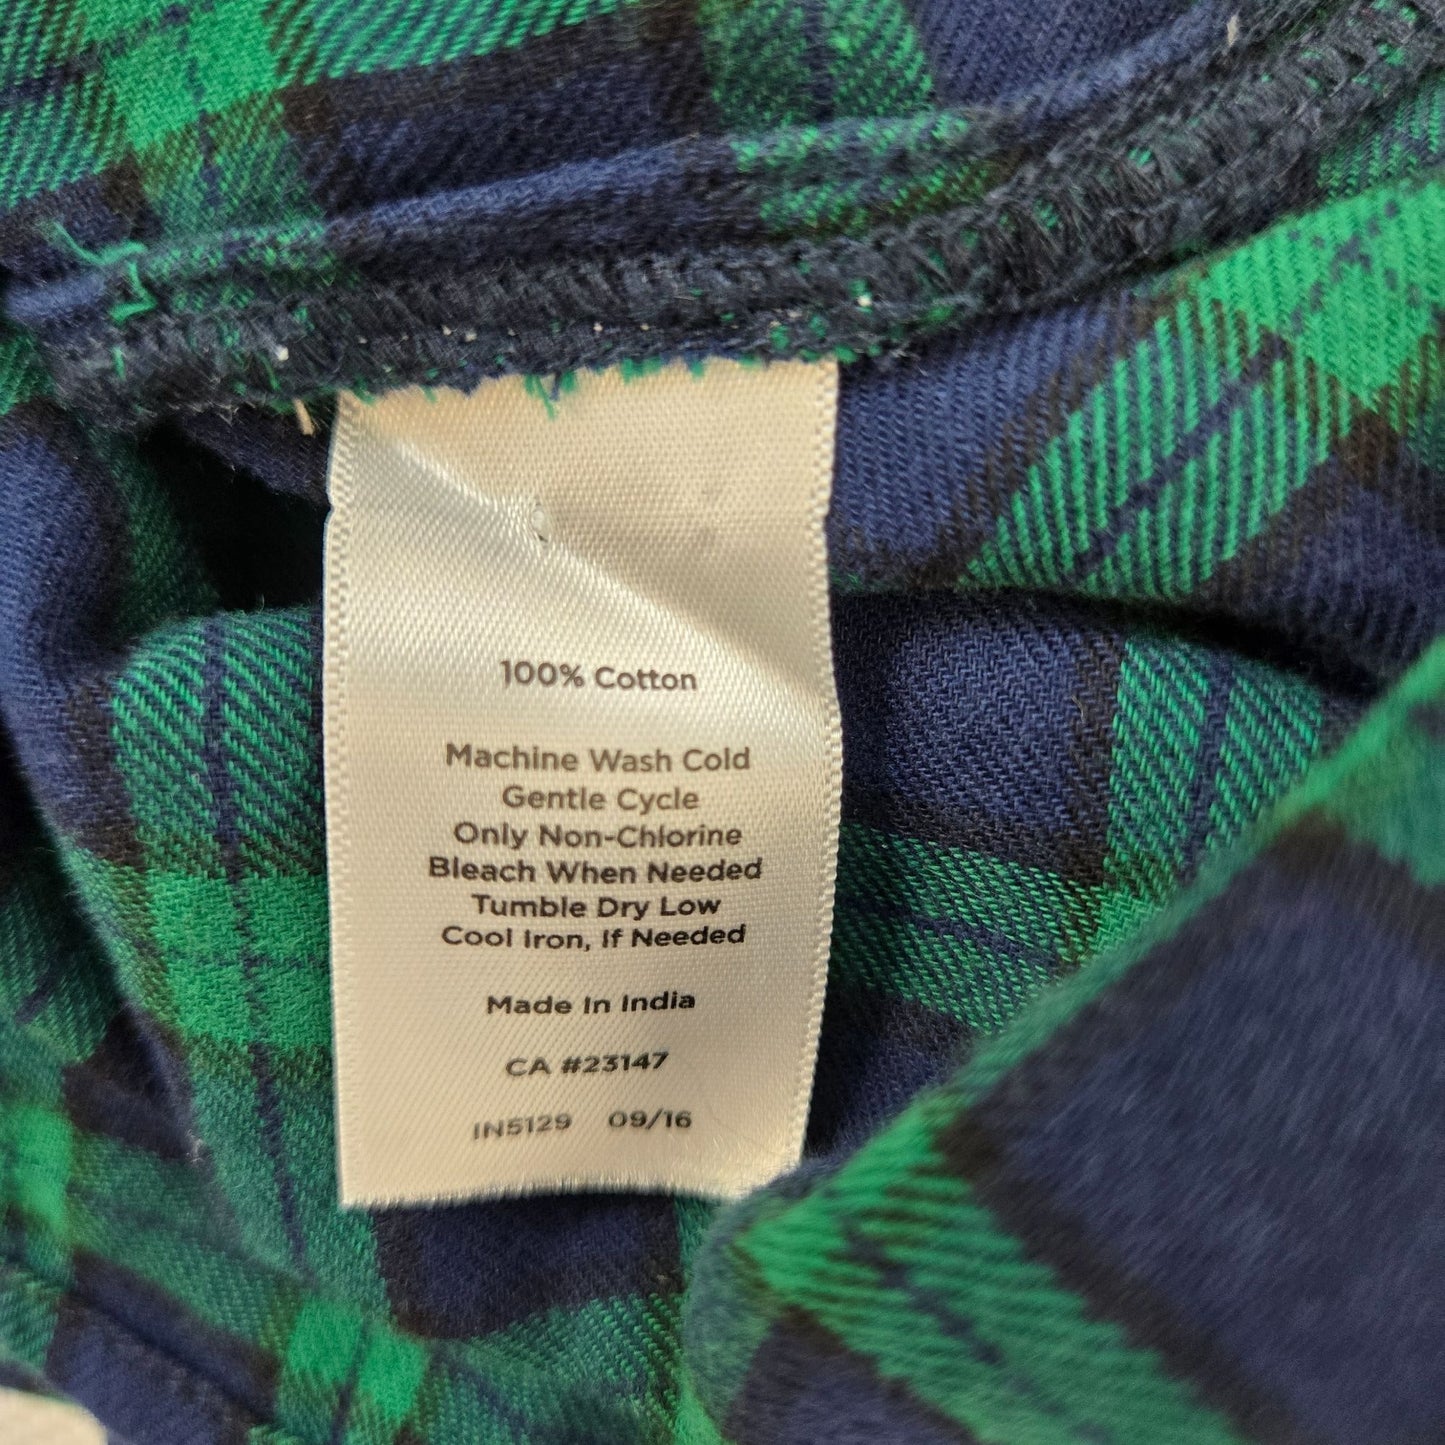 100% Cotton
Machine Wash Cold
Gentle Cycle
Only Non-Chlorine
Bleach When Needed
Tumble Dry Low
Cool Iron, If Needed
Made In India
CA #23147
IN5129 09/16